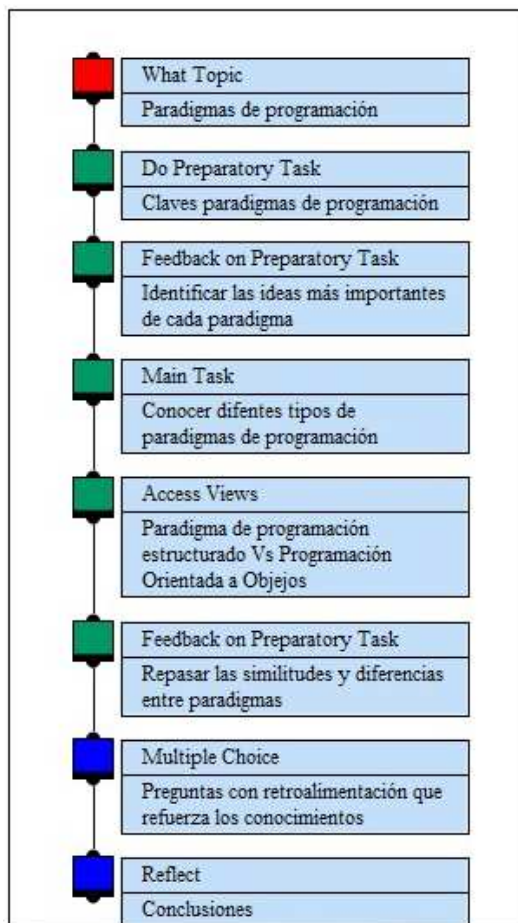 What Topic
Paradigmas de programación
Do Preparatory Task
Claves paradigmas de programación
Feedback on Preparatory Task
Identificar las ideas más importantes
de cada paradigma
Main Task
Conocer difentes tipos de
paradigmas de programación
Access Views
Paradigma de programación
estructurado Vs Programación
Orientada a Objejos
Feedback on Preparatory Task
Repasar las similitudes y diferencias
entre paradigmas
Multiple Choice
Preguntas con retroalimentación que
refuerza los conocimientos
Reflect
Conclusiones